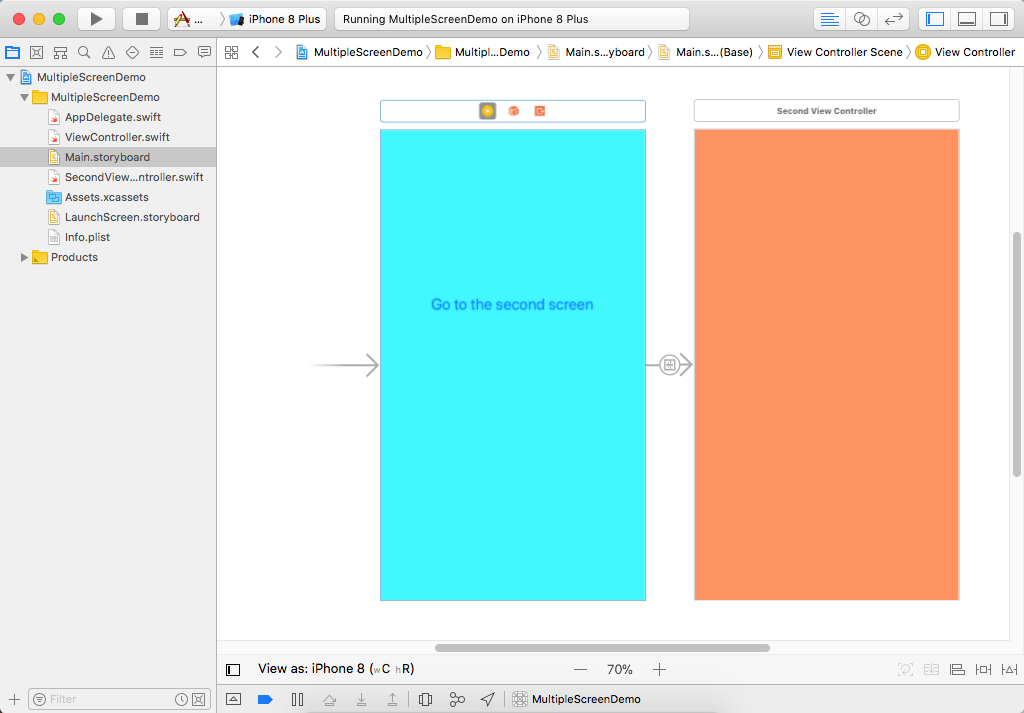 ... iPhone 8 Plus Running MultipleScreenDemo on iPhone 8 Plus
MultipleScreenDemo Multipl...Demo Main.s...yboard Main.s...(Base) View Controller Scene View Controller
MultipleScreenDemo
MultipleScreenDemo
AppDelegate.swift
ViewController.swift
Main.storyboard
SecondView...ntroller.swift
Assets.xcassets
LaunchScreen.storyboard
Info.plist
Products
Second View Controller
Go to the second screen
View as: iPhone 8 (wC hR) 70%
Filter
MultipleScreenDemo